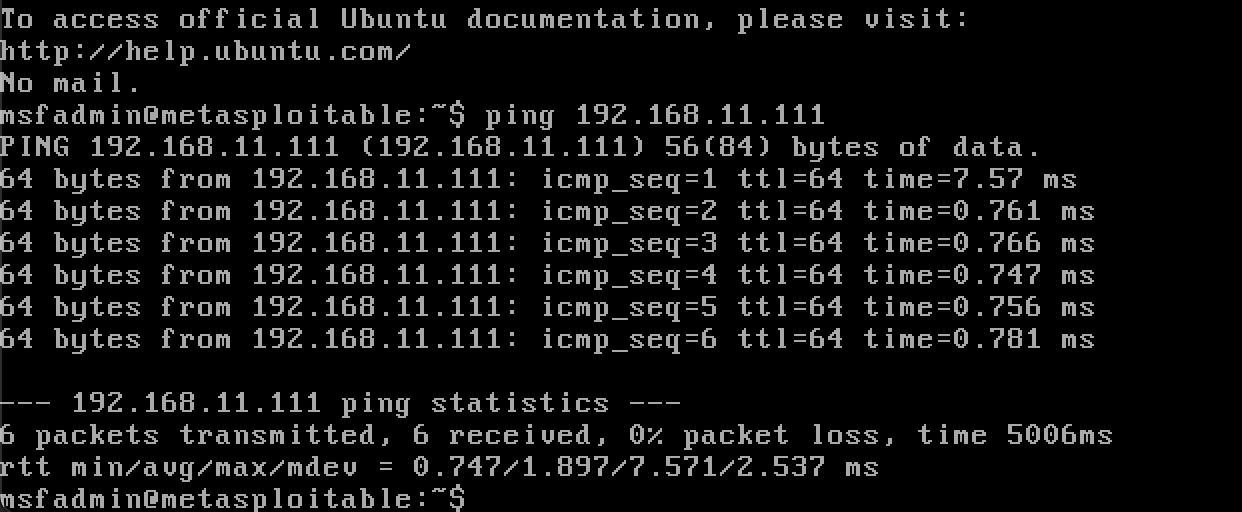 To access official Ubuntu documentation, please visit:
http://help.ubuntu.com/
No mail.
msfadmin@metasploitable:~$ ping 192.168.11.111
PING 192.168.11.111 (192.168.11.111) 56(84) bytes of data.
64 bytes from 192.168.11.111: icmp_seq=1 ttl=64 time=7.57 ms
64 bytes from 192.168.11.111: icmp_seq=2 ttl=64 time=0.761 ms
64 bytes from 192.168.11.111: icmp_seq=3 ttl=64 time=0.766 ms
64 bytes from 192.168.11.111: icmp_seq=4 ttl=64 time=0.747 ms
64 bytes from 192.168.11.111: icmp_seq=5 ttl=64 time=0.756 ms
64 bytes from 192.168.11.111: icmp_seq=6 ttl=64 time=0.781 ms
--- 192.168.11.111 ping statistics ---
6 packets transmitted, 6 received, 0% packet loss, time 5006ms
rtt min/avg/max/mdev = 0.747/1.897/7.571/2.537 ms
msfadmin@metasploitable:~$